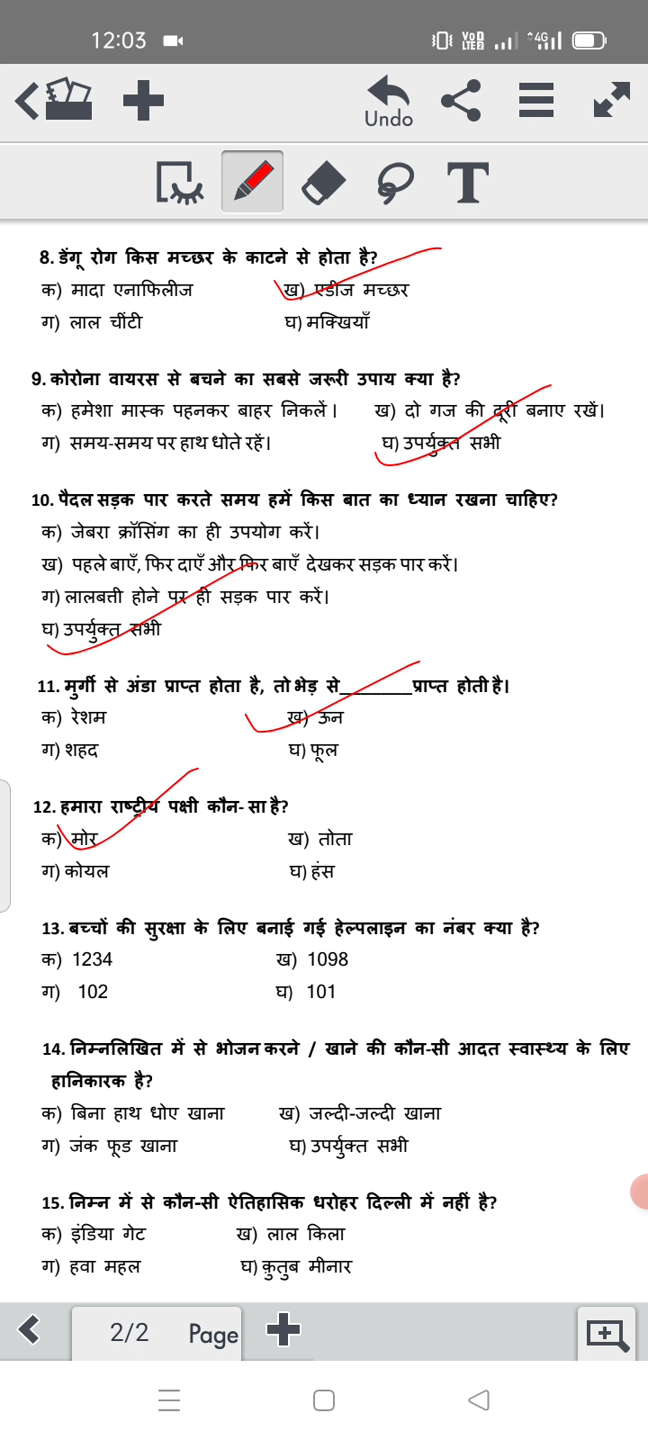 12:03
VoD LTE 4G
Undo
T
8. डेंगू रोग किस मच्छर के काटने से होता है?
क) मादा एनाफिलीज ख) एडीज मच्छर
ग) लाल चींटी घ) मक्खियाँ
9. कोरोना वायरस से बचने का सबसे जरूरी उपाय क्या है?
क) हमेशा मास्क पहनकर बाहर निकलें। ख) दो गज की दूरी बनाए रखें।
ग) समय-समय पर हाथ धोते रहें। घ) उपर्युक्त सभी
10. पैदल सड़क पार करते समय हमें किस बात का ध्यान रखना चाहिए?
क) जेबरा क्रॉसिंग का ही उपयोग करें।
ख) पहले बाएँ, फिर दाएँ और फिर बाएँ देखकर सड़क पार करें।
ग) लालबत्ती होने पर ही सड़क पार करें।
घ) उपर्युक्त सभी
11. मुर्गी से अंडा प्राप्त होता है, तो भेड़ से________प्राप्त होती है।
क) रेशम ख) ऊन
ग) शहद घ) फूल
12. हमारा राष्ट्रीय पक्षी कौन- सा है?
क) मोर ख) तोता
ग) कोयल घ) हंस
13. बच्चों की सुरक्षा के लिए बनाई गई हेल्पलाइन का नंबर क्या है?
क) 1234 ख) 1098
ग) 102 घ) 101
14. निम्नलिखित में से भोजन करने / खाने की कौन-सी आदत स्वास्थ्य के लिए
हानिकारक है?
क) बिना हाथ धोए खाना ख) जल्दी-जल्दी खाना
ग) जंक फूड खाना घ) उपर्युक्त सभी
15. निम्न में से कौन-सी ऐतिहासिक धरोहर दिल्ली में नहीं है?
क) इंडिया गेट ख) लाल किला
ग) हवा महल घ) क़ुतुब मीनार
2/2 Page